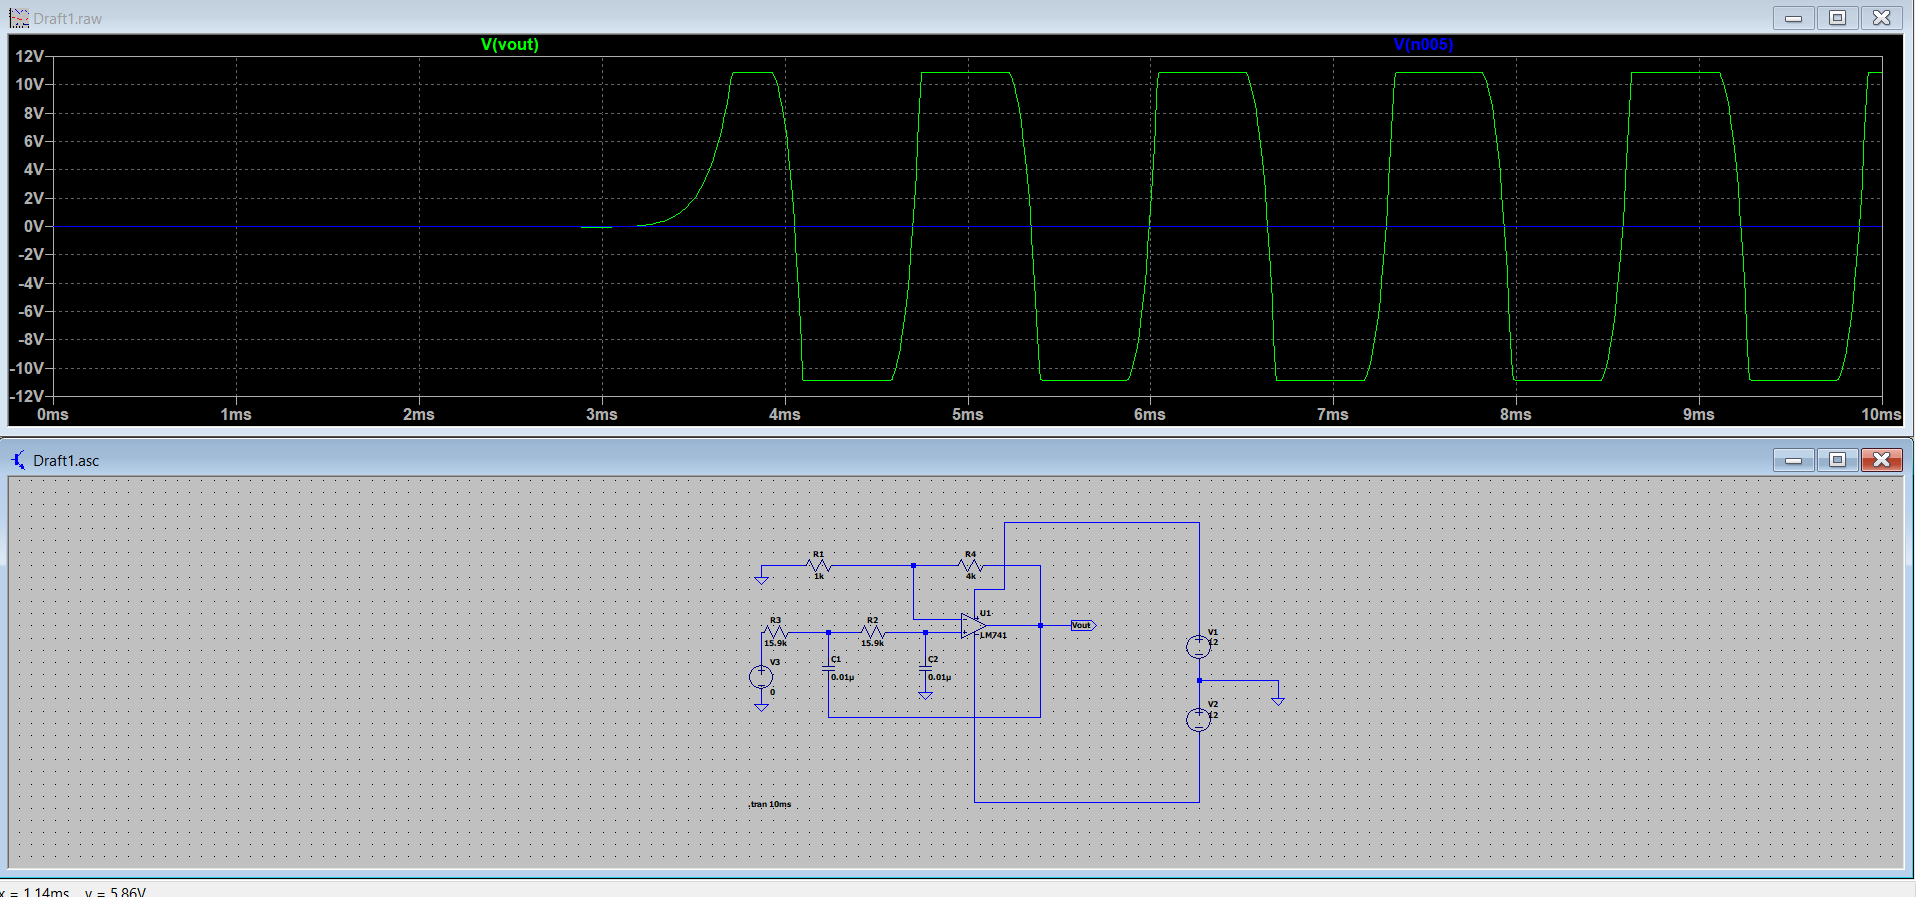 Draft1.raw
V(vout) V(n005)
12V
10V
8V
6V
4V
2V
0V
-2V
-4V
-6V
-8V
-10V
-12V
0ms 1ms 2ms 3ms 4ms 5ms 6ms 7ms 8ms 9ms 10ms
Draft1.asc
R1
1k
R4
4k
R3
15.9k
R2
15.9k
U1
LM741
Vout
V1
12
V3
0
C1
0.01µ
C2
0.01µ
V2
12
.tran 10ms
x = 1.14ms y = 5.86V